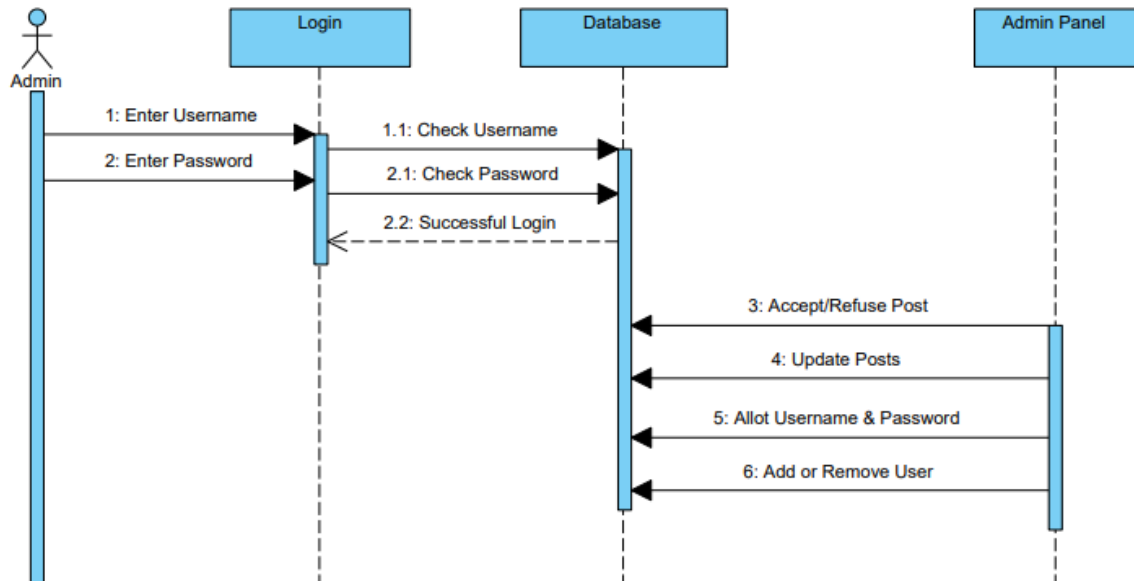 Login
Database
Admin Panel
Admin
1: Enter Username
1.1: Check Username
2: Enter Password
2.1: Check Password
2.2: Successful Login
3: Accept/Refuse Post
4: Update Posts
5: Allot Username & Password
6: Add or Remove User